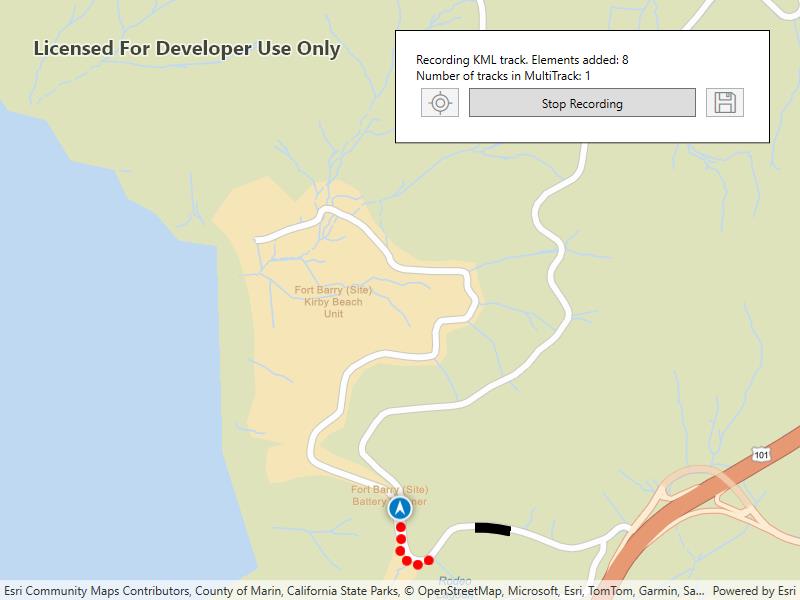 Licensed For Developer Use Only
Recording KML track. Elements added: 8
Number of tracks in MultiTrack: 1
Stop Recording
Fort Barry (Site)
Kirby Beach
Unit
101
Fort Barry (Site)
Battery
Rodeo
Esri Community Maps Contributors, County of Marin, California State Parks, © OpenStreetMap, Microsoft, Esri, TomTom, Garmin, Sa... Powered by Esri